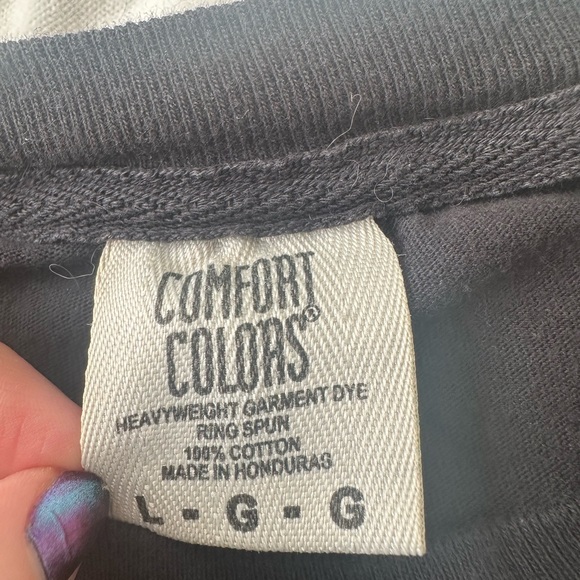 COMFORT
COLORS®
HEAVYWEIGHT GARMENT DYE
RING SPUN
100% COTTON
MADE IN HONDURAS
L - G - G